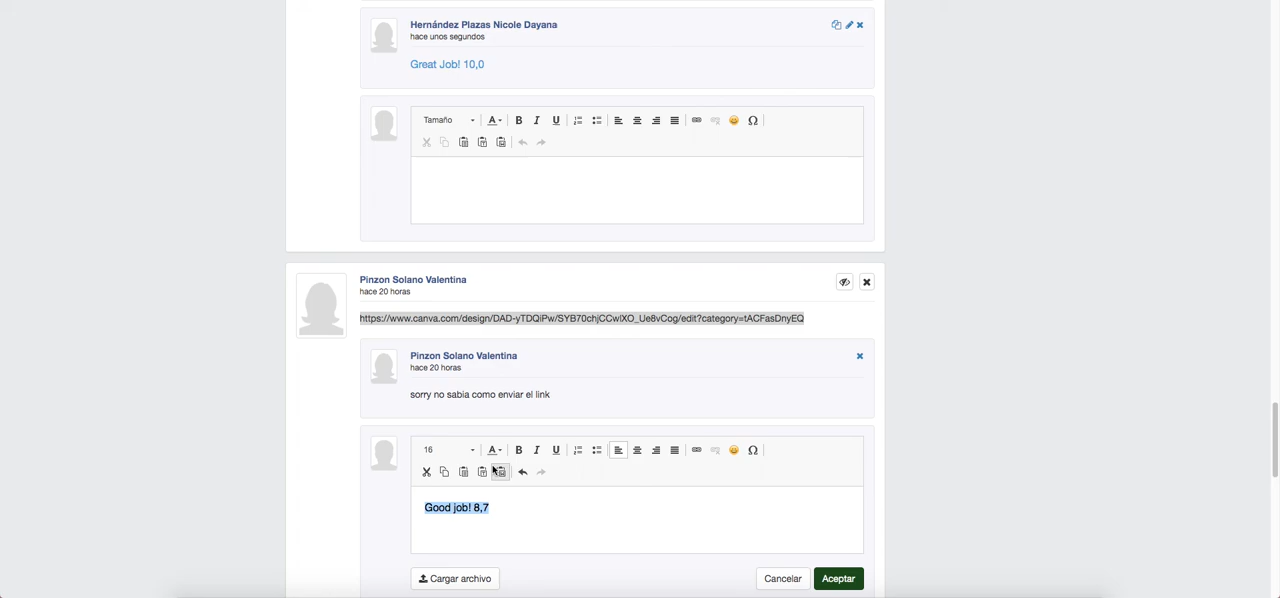 Hernández Plazas Nicole Dayana
hace unos segundos
Great Job! 10,0
Tamaño
Pinzon Solano Valentina
hace 20 horas
https://www.canva.com/design/DAD-yTDQiPw/SYB70chjCCwlXO_Ue8vCog/edit?category=tACFasDnyEQ
Pinzon Solano Valentina
hace 20 horas
sorry no sabia como enviar el link
16
Good job! 8,7
Cargar archivo
Cancelar
Aceptar